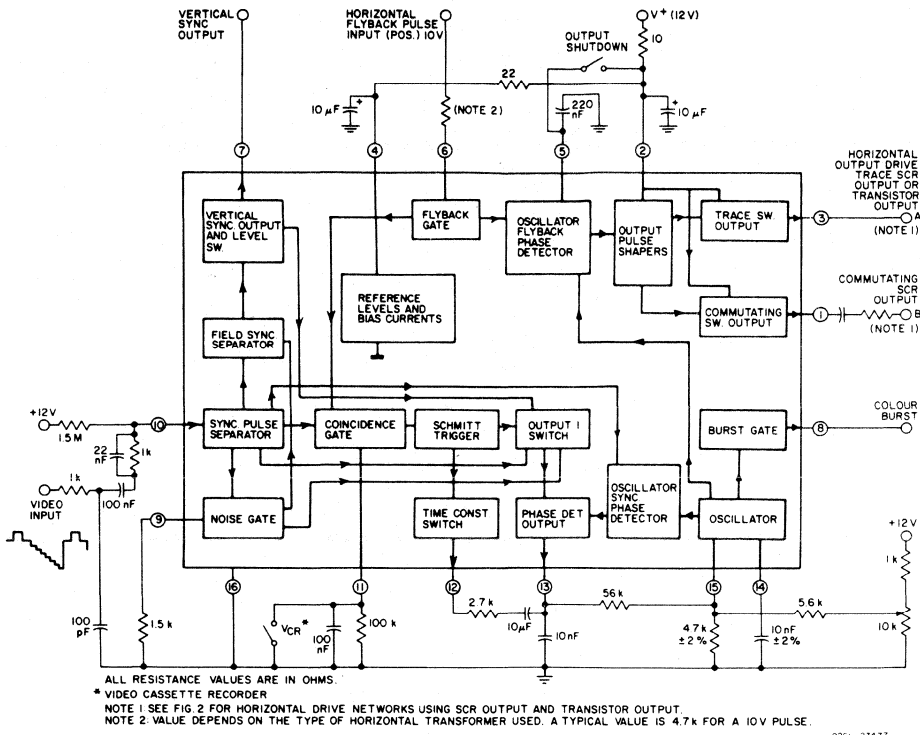 VERTICAL
SYNC
OUTPUT
HORIZONTAL
FLYBACK PULSE
INPUT (POS.) 10V
V+ (12V)
OUTPUT
SHUTDOWN
10
22
10 µF
+
(NOTE 2)
220
nF
+
10 µF
7
4
6
5
2
HORIZONTAL
OUTPUT DRIVE
TRACE SCR
OUTPUT OR
TRANSISTOR
OUTPUT
A
(NOTE 1)
3
VERTICAL
SYNC. OUTPUT
AND LEVEL
SW.
FLYBACK
GATE
OSCILLATOR
FLYBACK
PHASE
DETECTOR
OUTPUT
PULSE
SHAPERS
TRACE SW.
OUTPUT
REFERENCE
LEVELS AND
BIAS CURRENTS
COMMUTATING
SW. OUTPUT
COMMUTATING
SCR
OUTPUT
1
B
(NOTE 1)
FIELD SYNC
SEPARATOR
+12V
1.5 M
10
SYNC PULSE
SEPARATOR
COINCIDENCE
GATE
SCHMITT
TRIGGER
OUTPUT I
SWITCH
BURST GATE
COLOUR
BURST
8
22
nF
1k
1k
100 nF
VIDEO
INPUT
9
NOISE GATE
TIME CONST
SWITCH
PHASE DET
OUTPUT
OSCILLATOR
SYNC
PHASE
DETECTOR
OSCILLATOR
+12V
1k
16
11
12
13
15
14
100
pF
1.5 k
VCR*
100
nF
100 k
2.7 k
10µF
10 nF
56k
4.7 k
±2%
10 nF
±2%
5.6 k
10k
ALL RESISTANCE VALUES ARE IN OHMS.
* VIDEO CASSETTE RECORDER
NOTE 1: SEE FIG. 2 FOR HORIZONTAL DRIVE NETWORKS USING SCR OUTPUT AND TRANSISTOR OUTPUT.
NOTE 2: VALUE DEPENDS ON THE TYPE OF HORIZONTAL TRANSFORMER USED. A TYPICAL VALUE IS 4.7 k FOR A 10V PULSE.